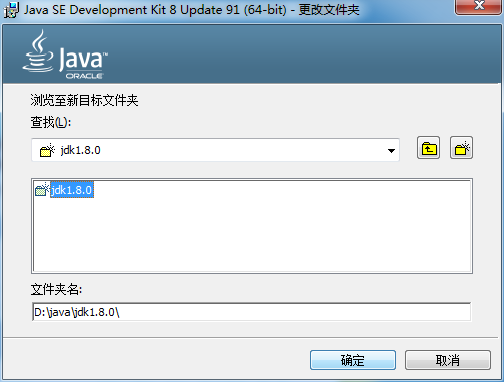 Java SE Development Kit 8 Update 91 (64-bit) - 更改文件夹
Java™
ORACLE
浏览至新目标文件夹
查找(L):
jdk1.8.0
jdk1.8.0
文件夹名:
D:\java\jdk1.8.0\
确定 取消